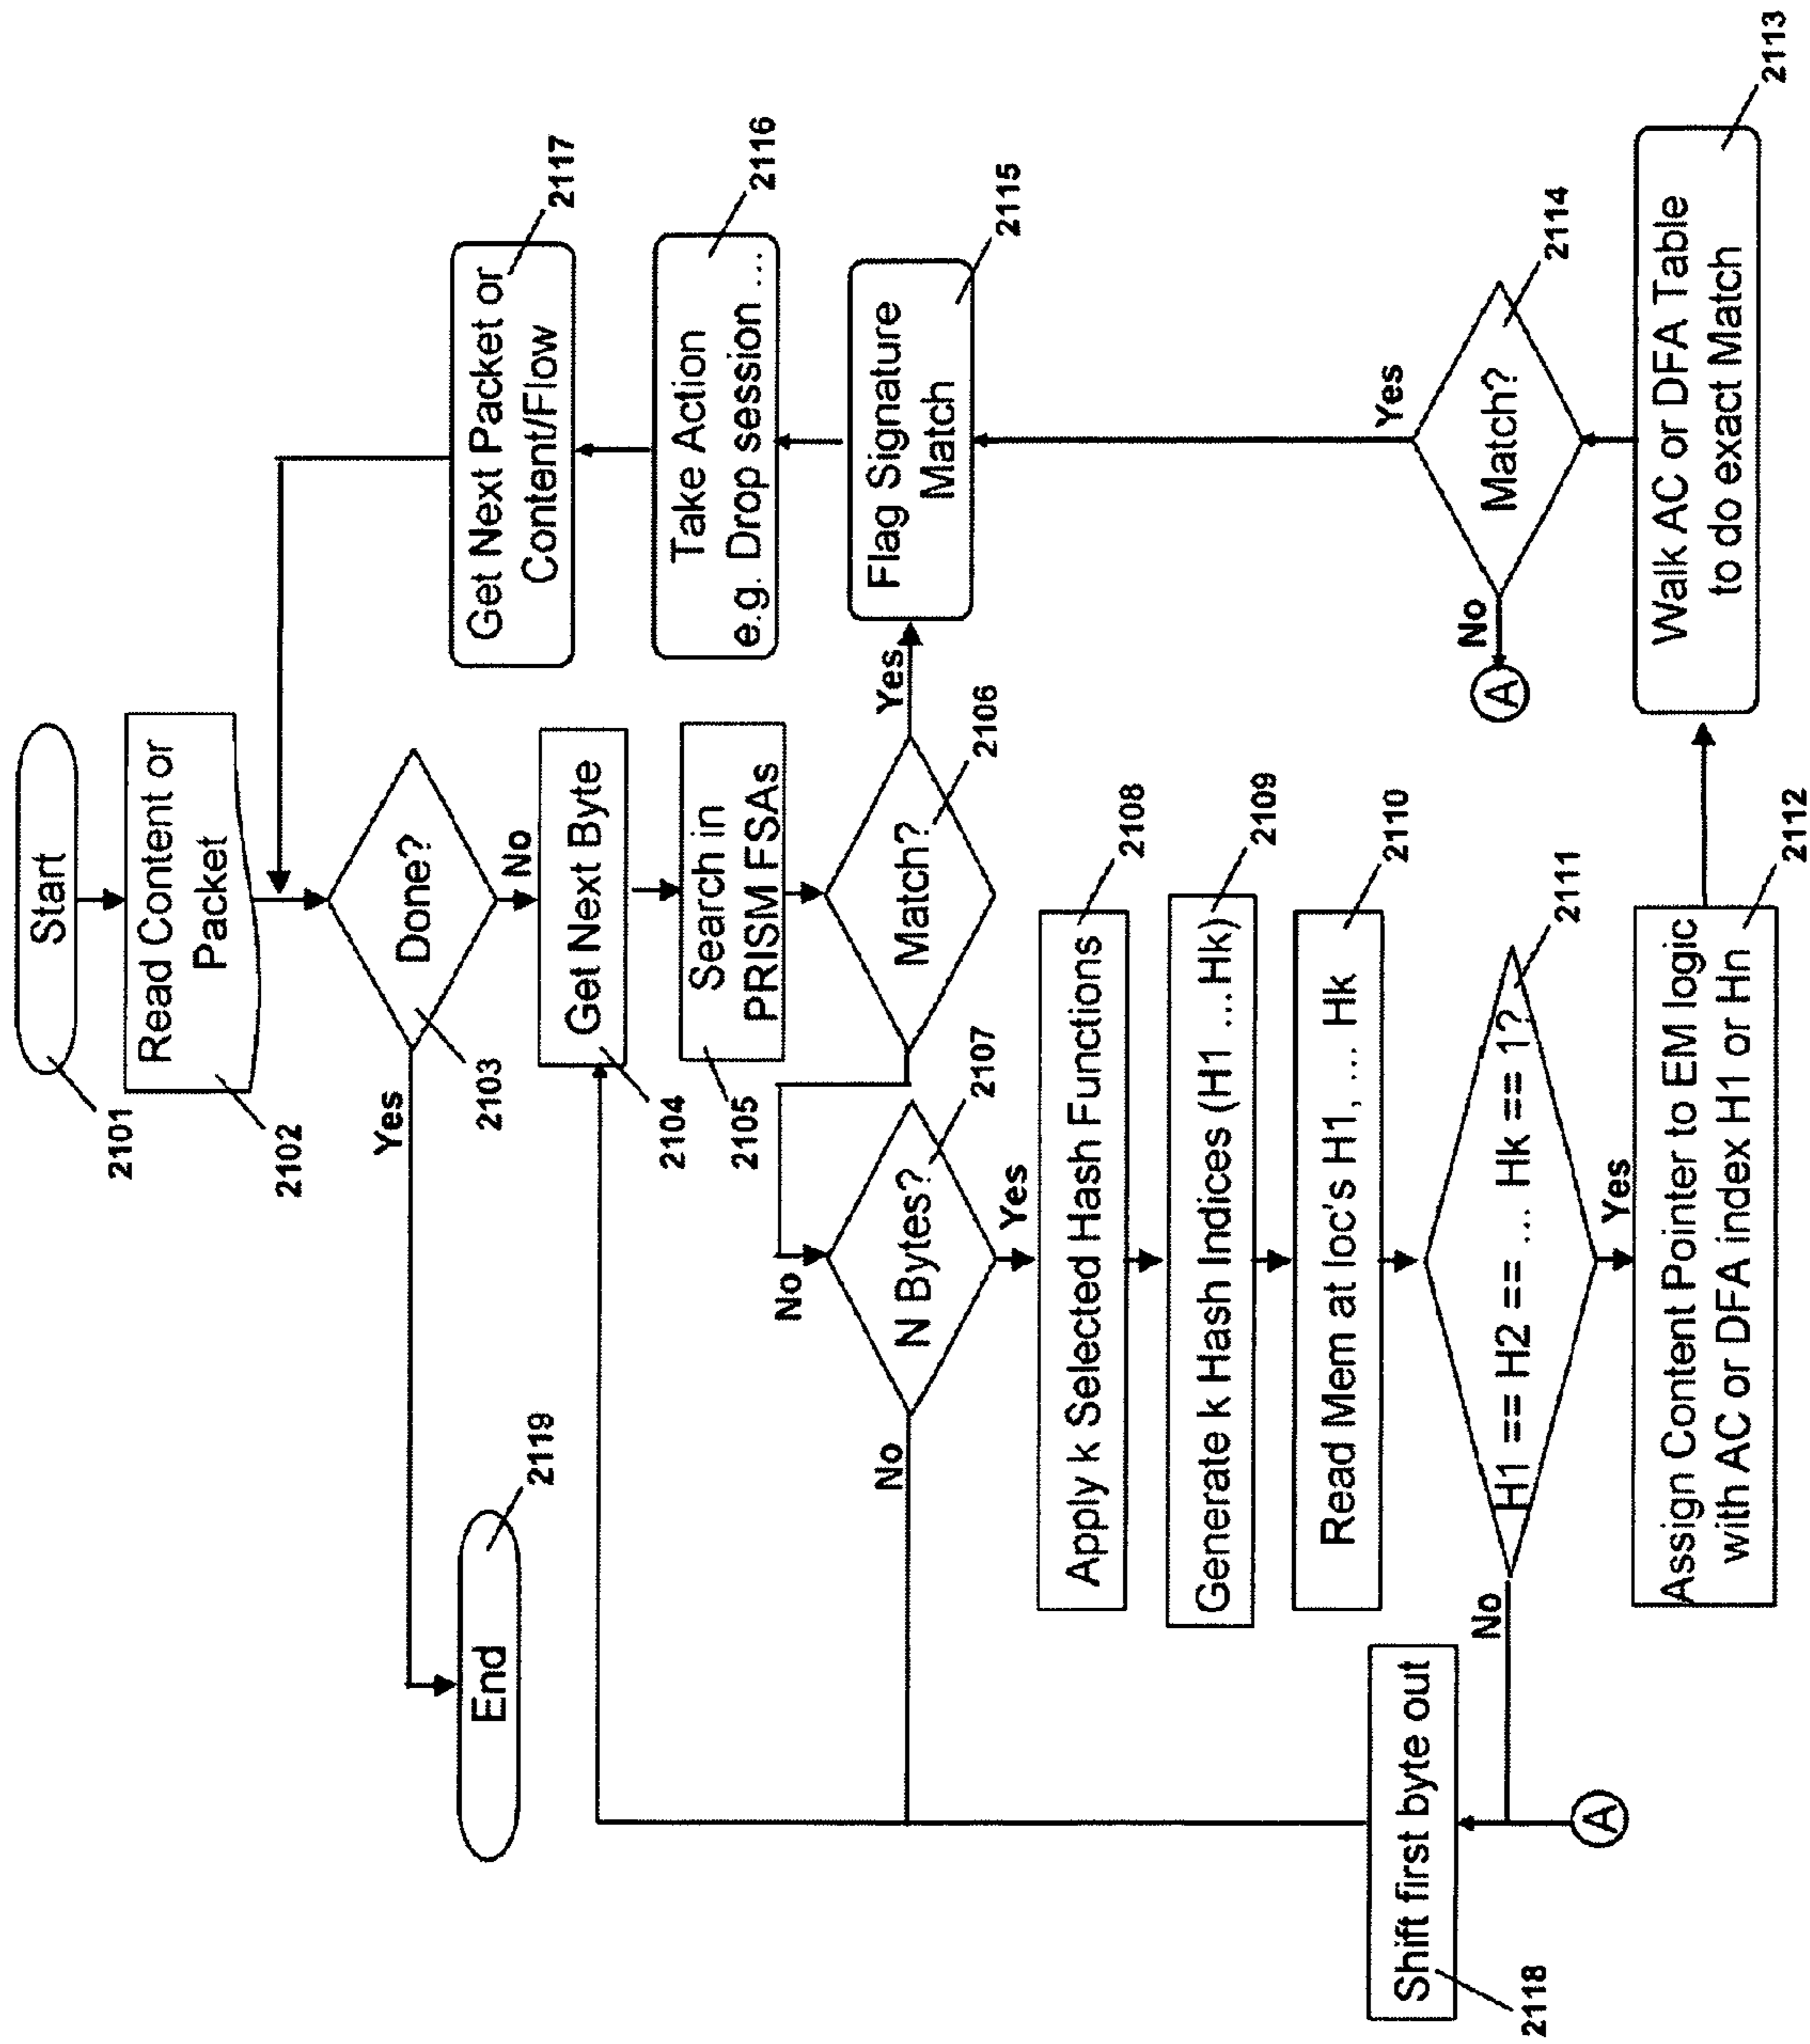 Start
2101
Read Content or
Packet
2102
Done?
2103
Yes
No
End
2119
Get Next Byte
2104
Search in
PRISM FSAs
2105
Match?
2106
Yes
No
N Bytes?
2107
No
Yes
Apply k Selected Hash Functions
2108
Generate k Hash Indices (H1 ...Hk)
2109
Read Mem at loc's H1, ... Hk
2110
H1 == H2 == ... Hk == 1?
2111
No
Yes
Assign Content Pointer to EM logic
with AC or DFA index H1 or Hn
2112
Walk AC or DFA Table
to do exact Match
2113
Match?
2114
No
A
Yes
Flag Signature
Match
2115
Take Action
e.g. Drop session ...
2116
Get Next Packet or
Content/Flow
2117
Shift first byte out
2118
A